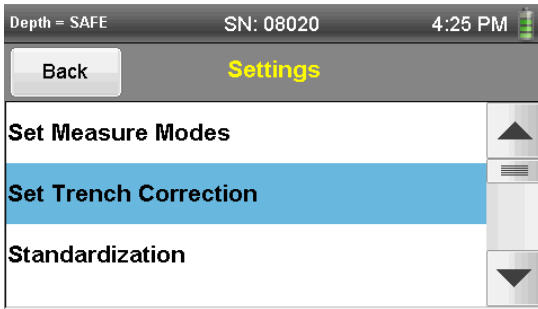 Depth = SAFE SN: 08020 4:25 PM
Back Settings
Set Measure Modes
Set Trench Correction
Standardization